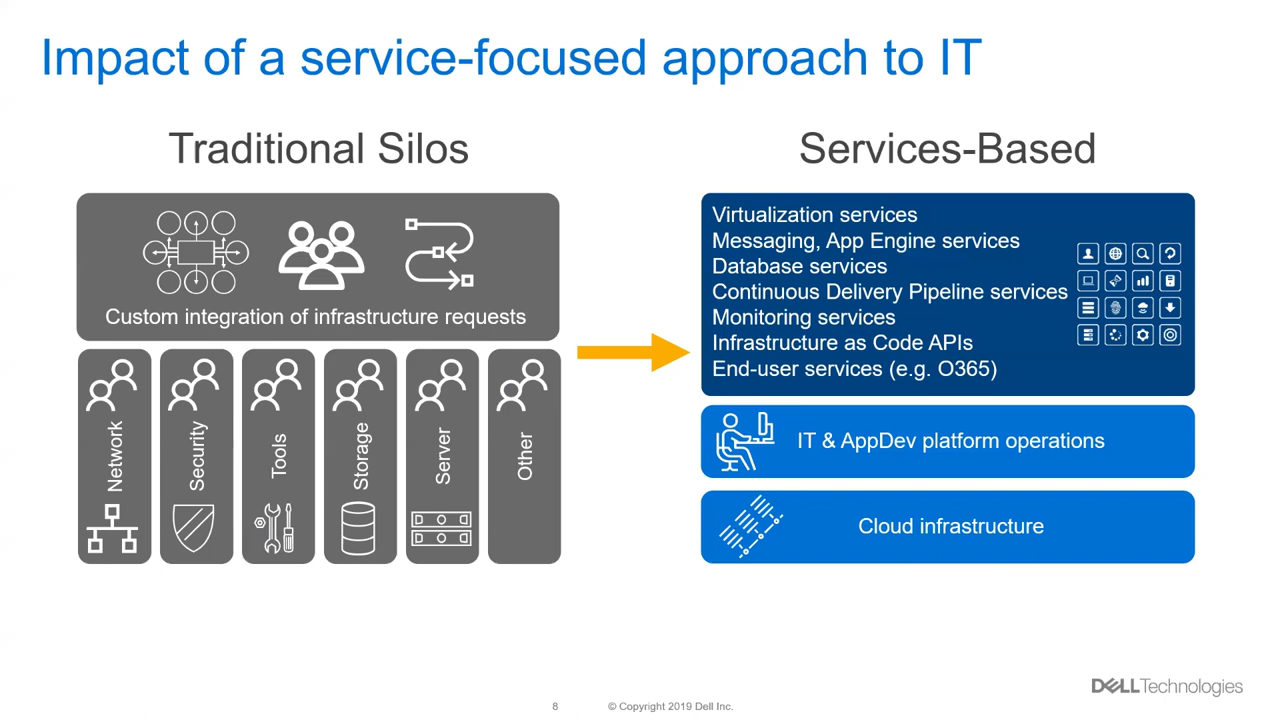 Impact of a service-focused approach to IT
Traditional Silos
Custom integration of infrastructure requests
Network
Security
Tools
Storage
Server
Other
Services-Based
Virtualization services
Messaging, App Engine services
Database services
Continuous Delivery Pipeline services
Monitoring services
Infrastructure as Code APIs
End-user services (e.g. O365)
IT & AppDev platform operations
Cloud infrastructure
8
© Copyright 2019 Dell Inc.
DELLTechnologies